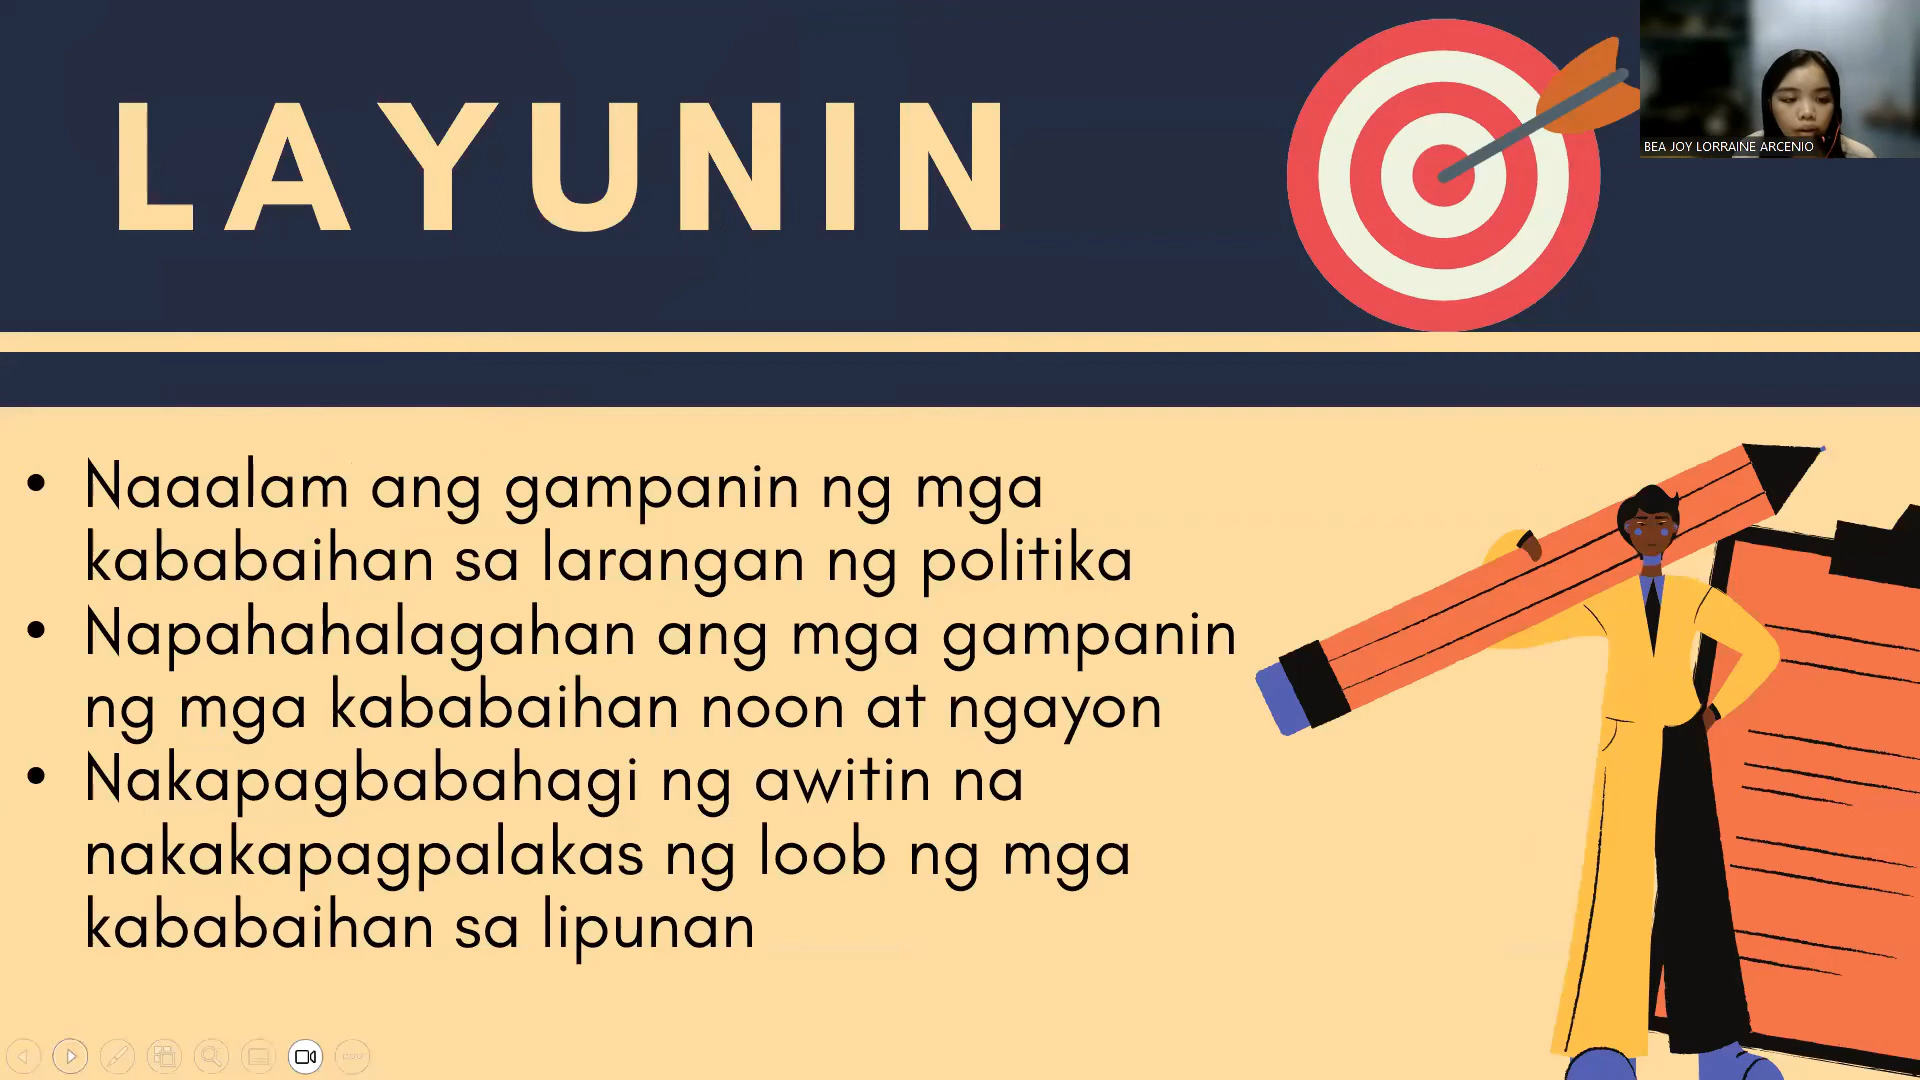 LAYUNIN
BEA JOY LORRAINE ARCENIO
• Naaalam ang gampanin ng mga
kababaihan sa larangan ng politika
• Napahahalagahan ang mga gampanin
ng mga kababaihan noon at ngayon
• Nakapagbabahagi ng awitin na
nakakapagpalakas ng loob ng mga
kababaihan sa lipunan